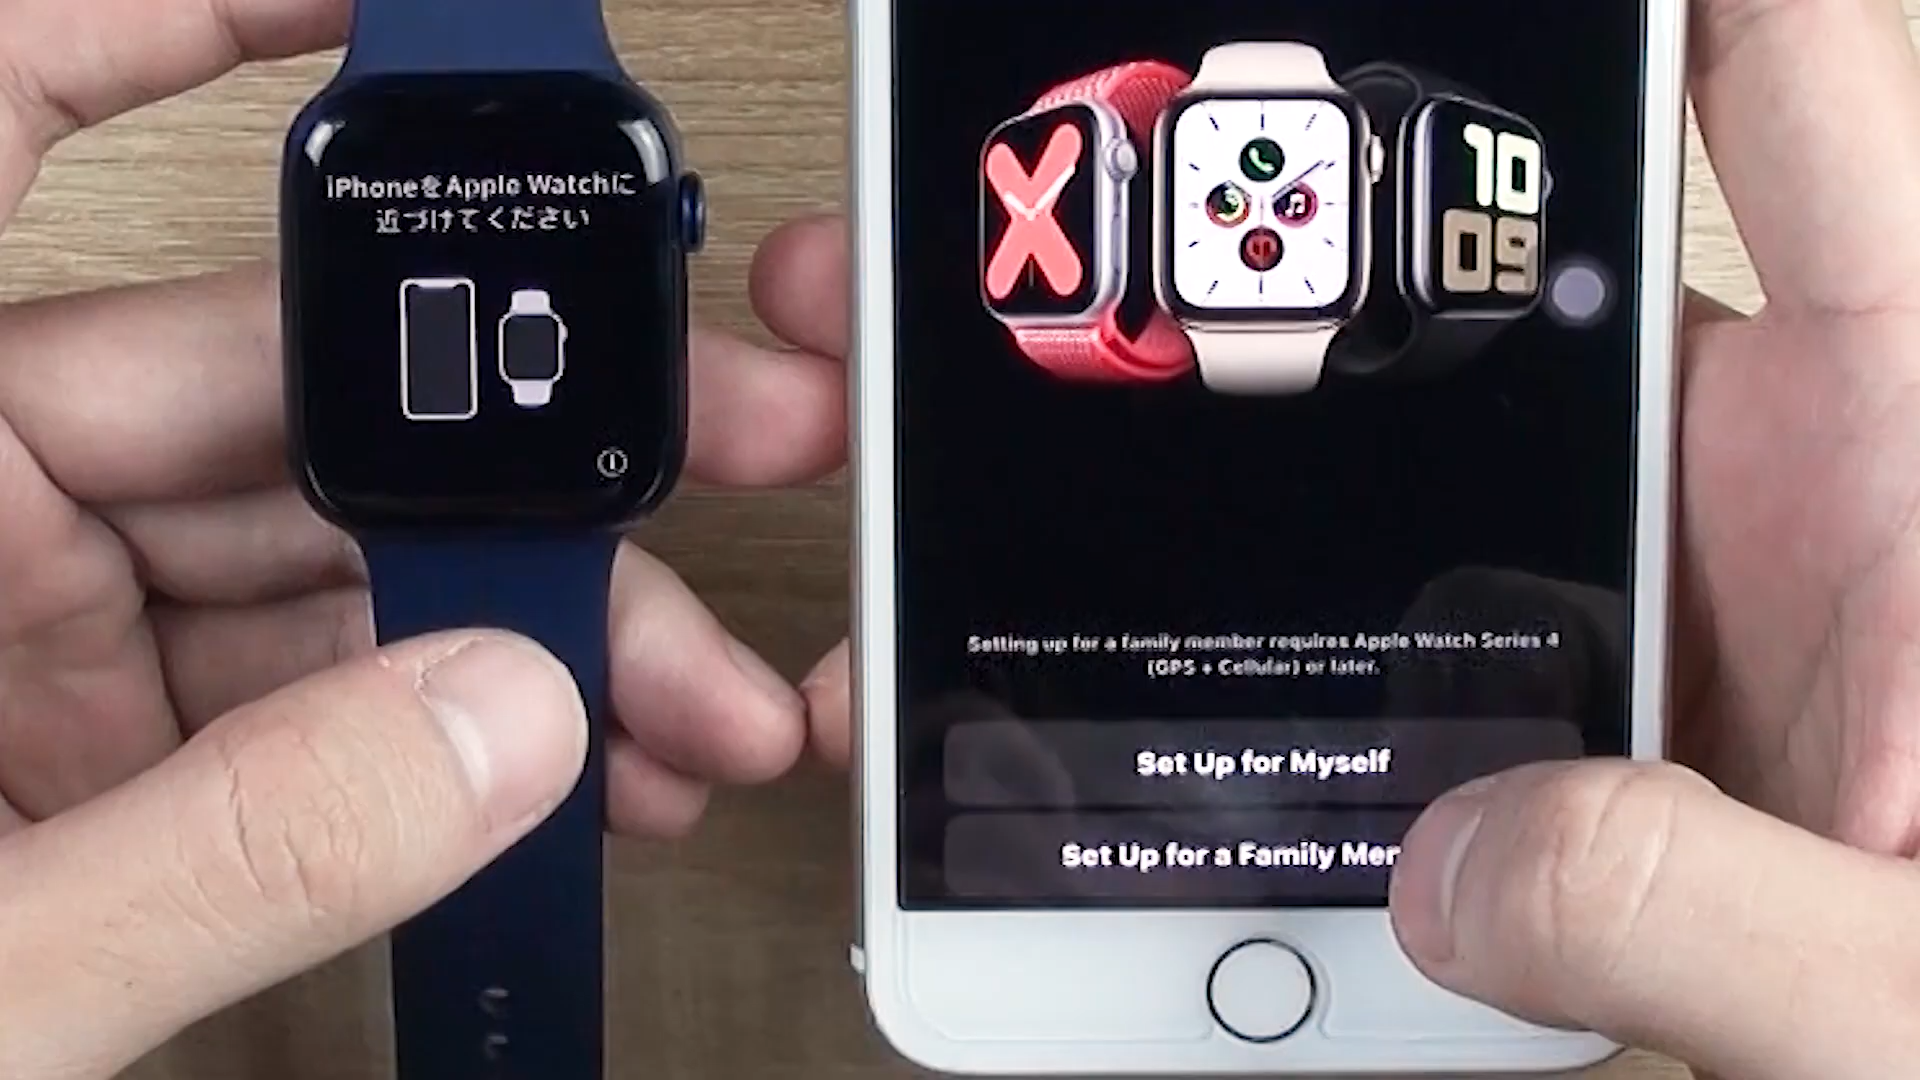 iPhoneをApple Watchに
近づけてください
10
09
Setting up for a family member requires Apple Watch Series 4
(GPS + Cellular) or later.
Set Up for Myself
Set Up for a Family Mem